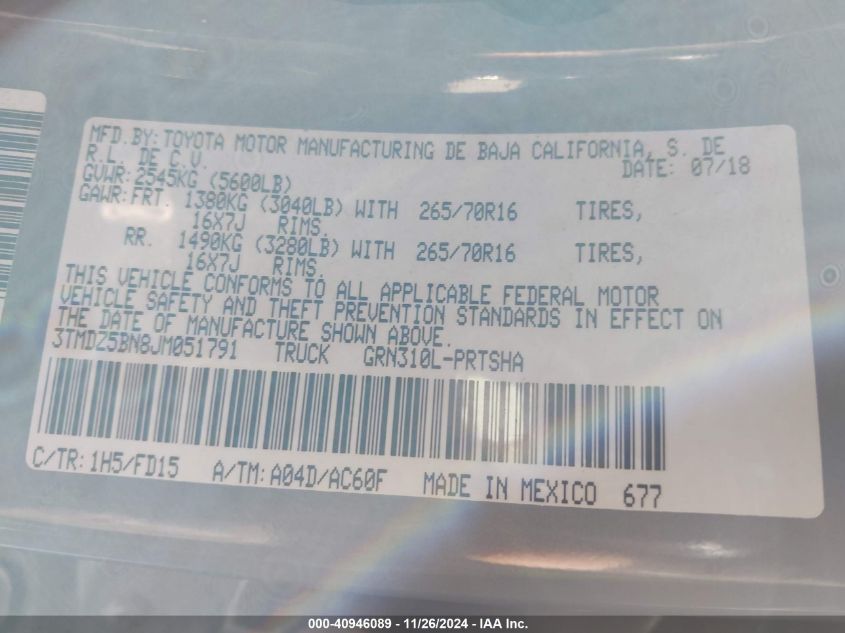 MFD. BY: TOYOTA MOTOR MANUFACTURING DE BAJA CALIFORNIA, S. DE
R.L. DE C.V. DATE: 07/18
GVWR: 2545KG (5600LB)
GAWR: FRT. 1380KG (3040LB) WITH 265/70R16 TIRES,
16X7J RIMS.
RR. 1490KG (3280LB) WITH 265/70R16 TIRES,
16X7J RIMS.
THIS VEHICLE CONFORMS TO ALL APPLICABLE FEDERAL MOTOR
VEHICLE SAFETY AND THEFT PREVENTION STANDARDS IN EFFECT ON
THE DATE OF MANUFACTURE SHOWN ABOVE.
3TMDZ5BN8JM051791 TRUCK GRN310L-PRTSHA
C/TR: 1H5/FD15 A/TM: A04D/AC60F MADE IN MEXICO 677
000-40946089 - 11/26/2024 - IAA Inc.